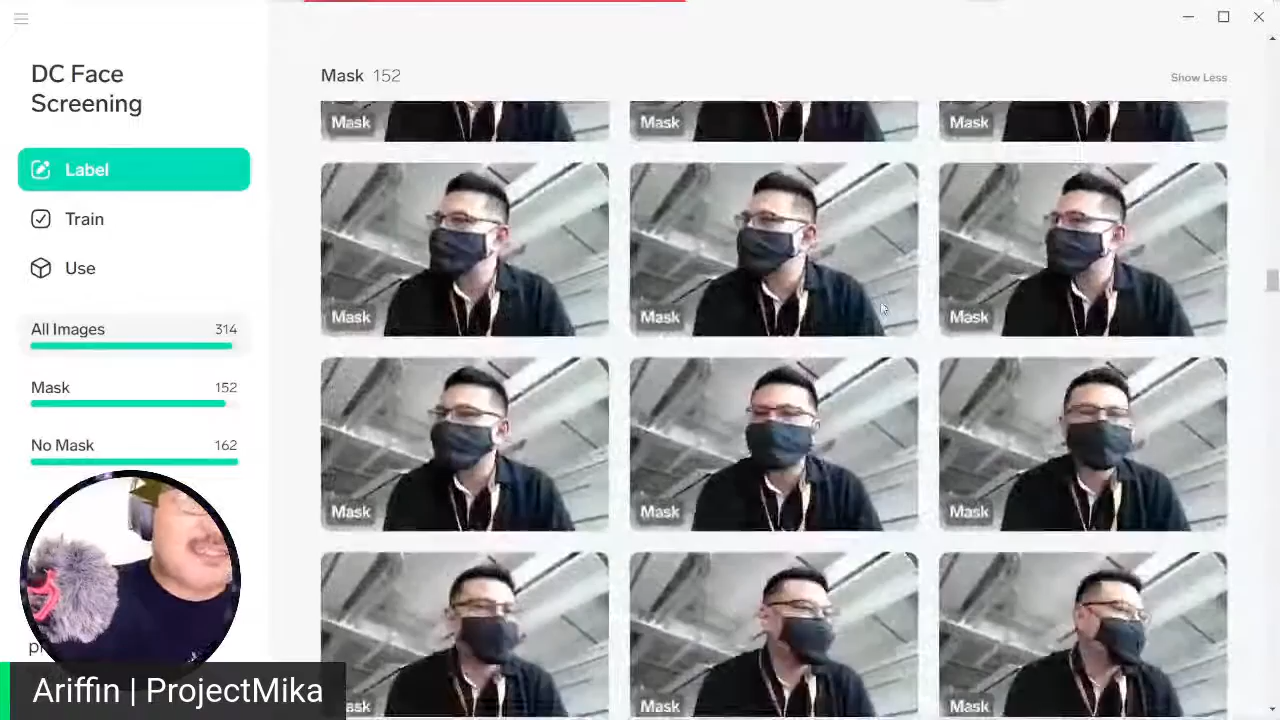 DC Face
Screening
Label
Train
Use
All Images 314
Mask 152
No Mask 162
Mask 152 Show Less
Mask Mask Mask
Mask Mask Mask
Mask Mask Mask
Mask Mask Mask
Ariffin | ProjectMika